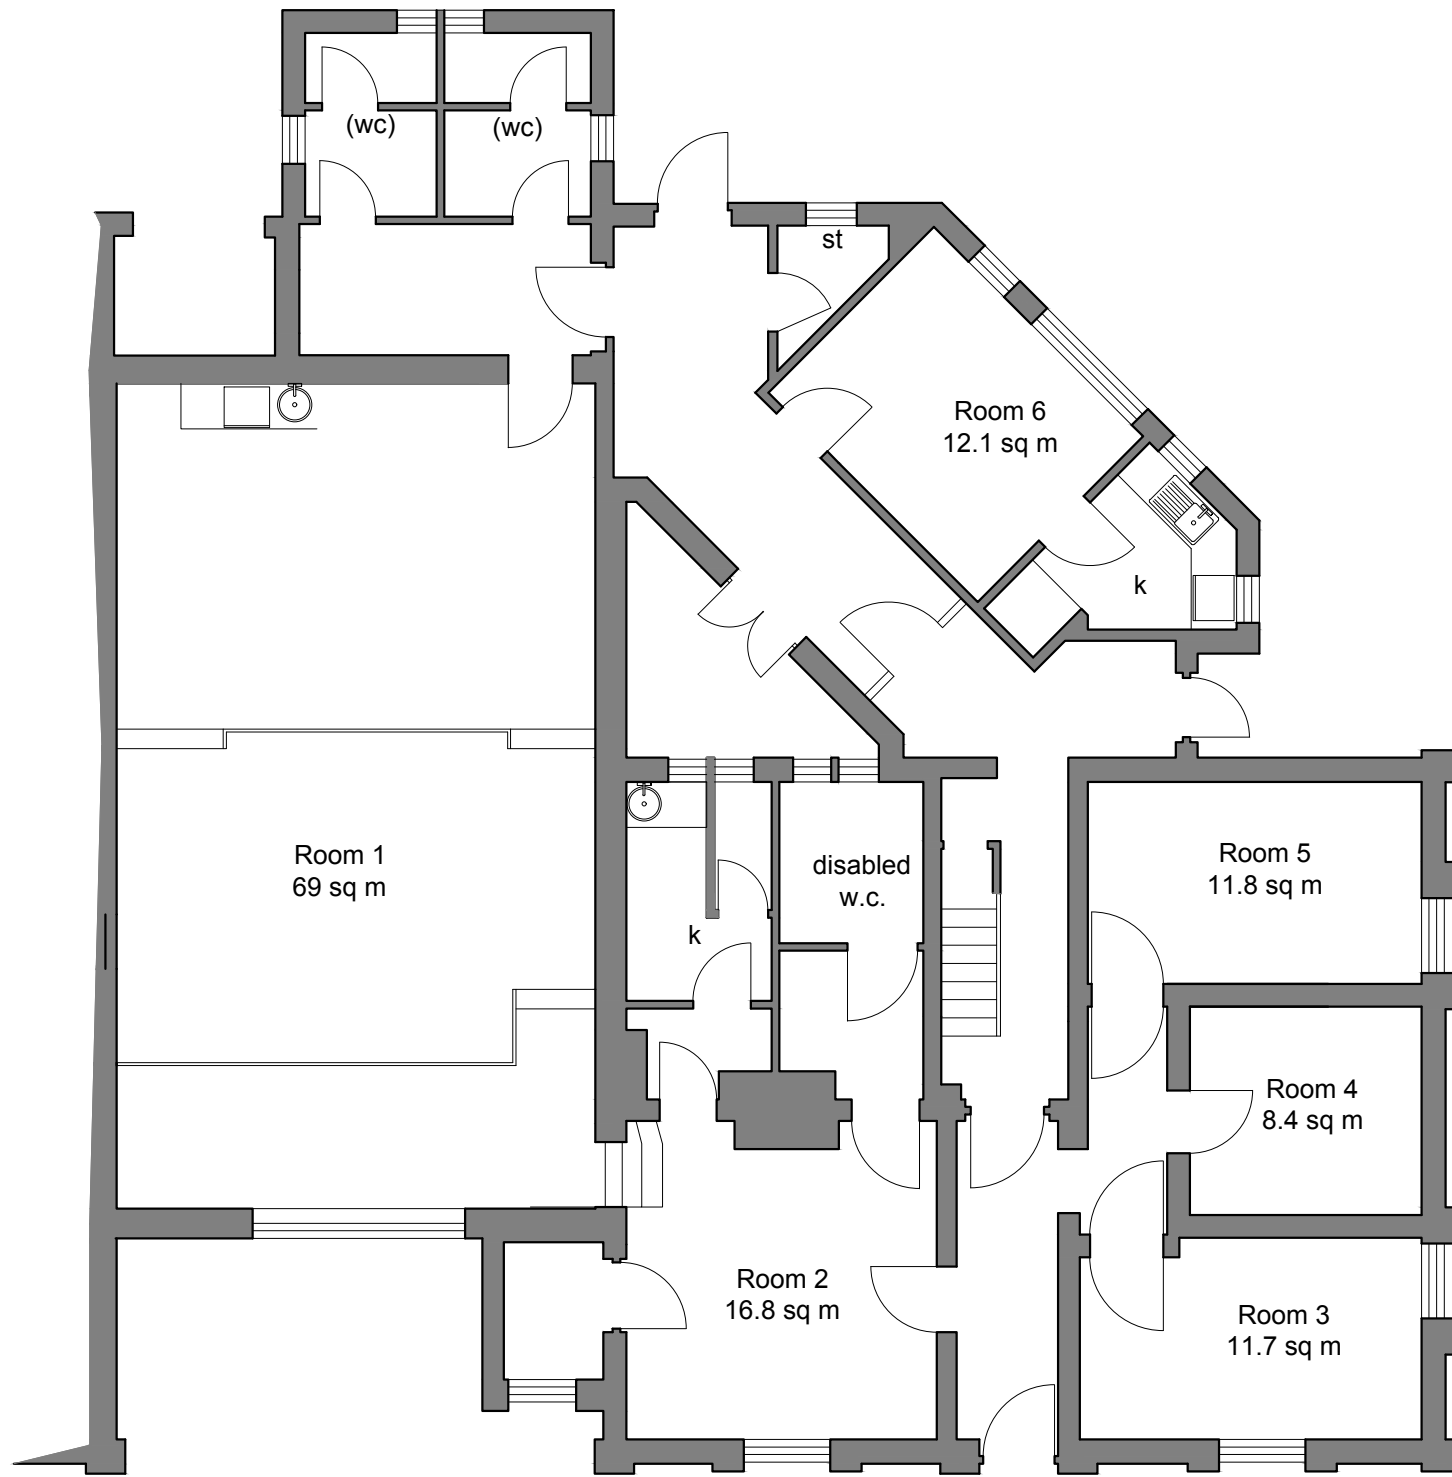 (wc)
(wc)
st
Room 6
12.1 sq m
k
Room 1
69 sq m
disabled
w.c.
Room 5
11.8 sq m
k
Room 4
8.4 sq m
Room 2
16.8 sq m
Room 3
11.7 sq m